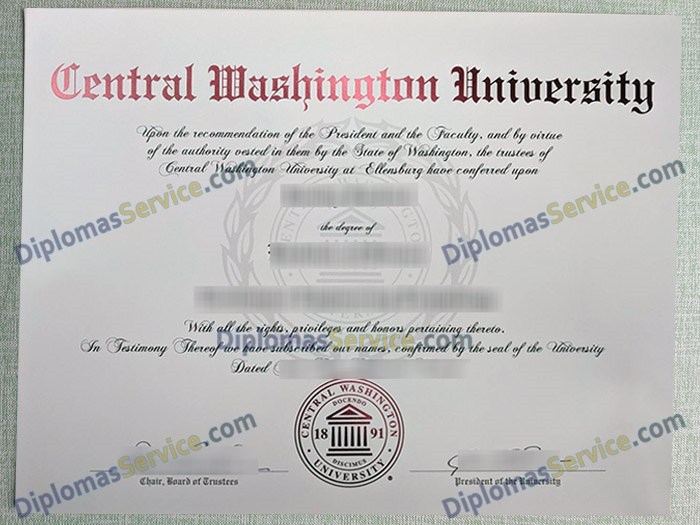 Central Washington University
Upon the recommendation of the President and the Faculty, and by virtue
of the authority vested in them by the State of Washington, the trustees of
Central Washington University at Ellensburg have conferred upon
DiplomasService.com
DiplomasService.com
the degree of
With all the rights, privileges and honors pertaining thereto.
DiplomasService.com
In Testimony Thereof we have subscribed our names, confirmed by the seal of the University
Dated
CENTRAL WASHINGTON
DOCENDO
18 91
DISCIMUS
UNIVERSITY
DiplomasService.com
DiplomasService.com
Chair, Board of Trustees
President of the University